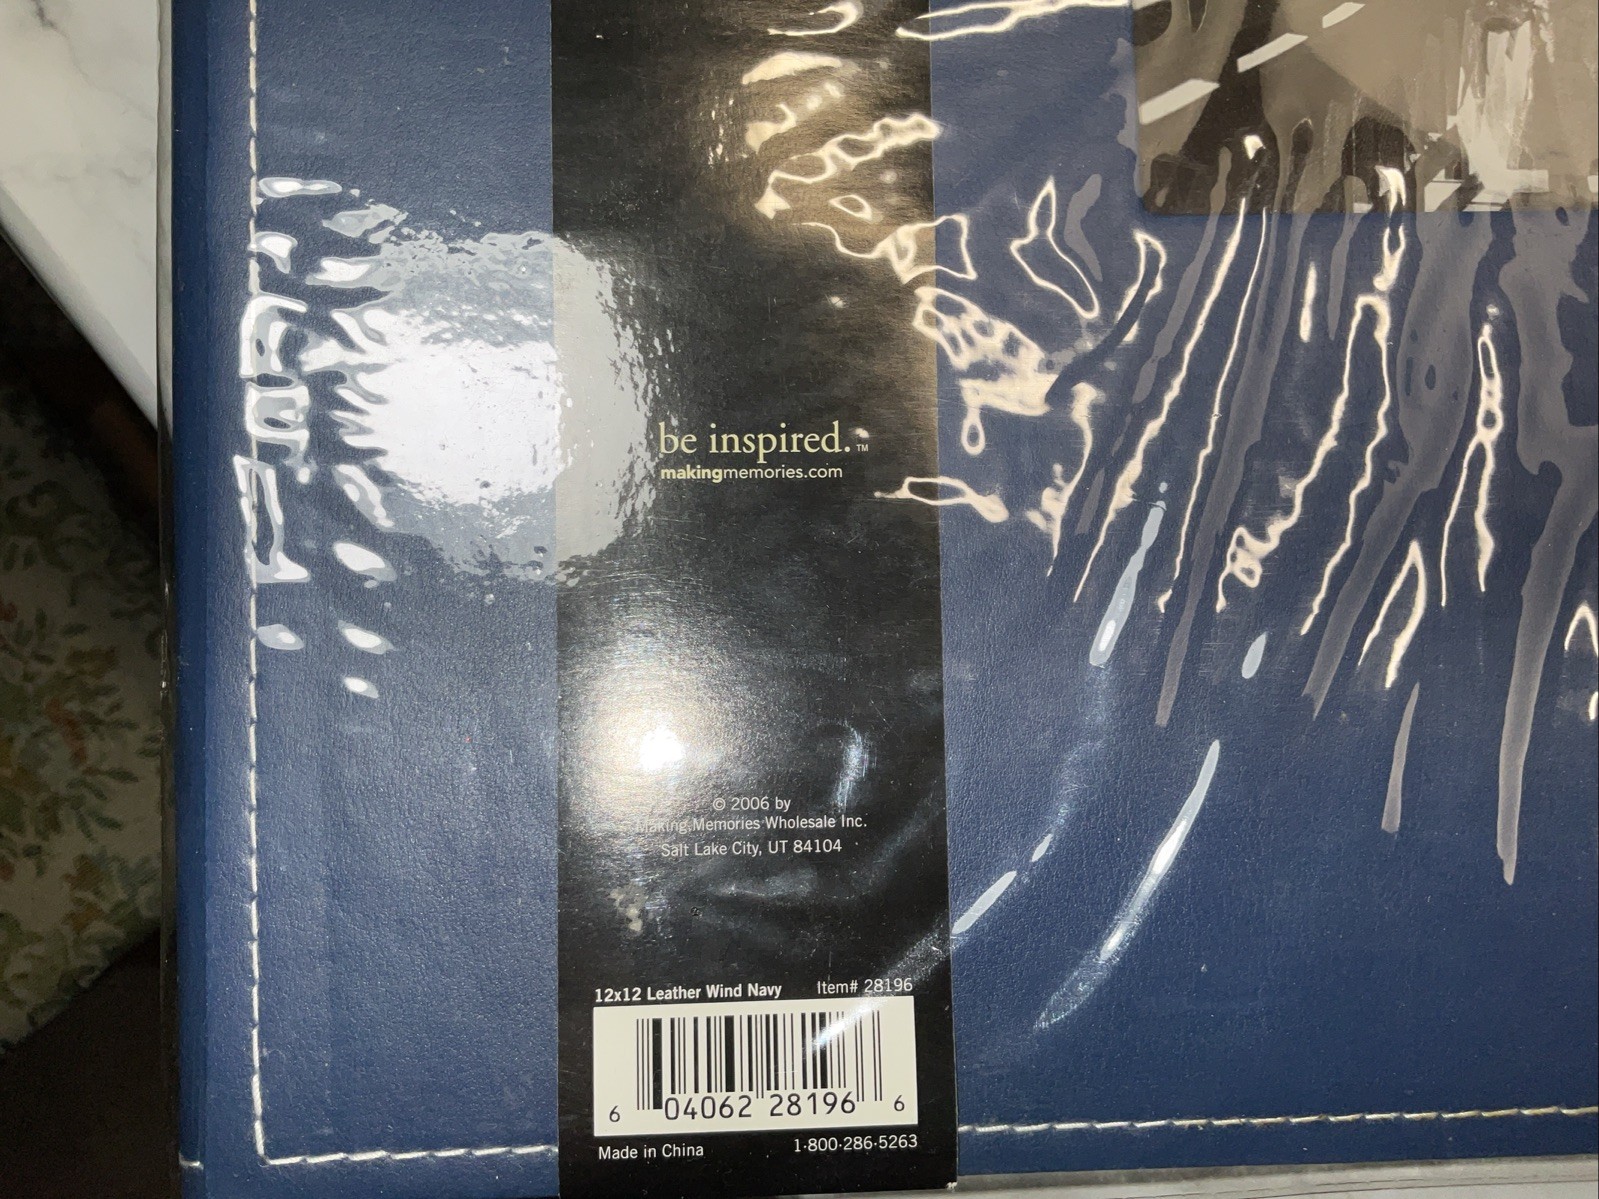 be inspired.™
makingmemories.com
© 2006 by
Making Memories Wholesale Inc.
Salt Lake City, UT 84104
12x12 Leather Wind Navy Item# 28196
6 04062 28196 6
Made in China 1·800·286·5263